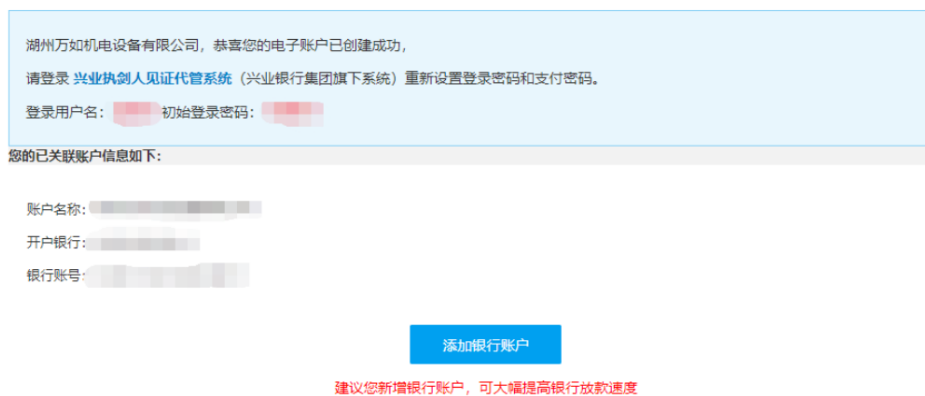 湖州万如机电设备有限公司，恭喜您的电子账户已创建成功，
请登录 兴业执剑人见证代管系统（兴业银行集团旗下系统）重新设置登录密码和支付密码。
登录用户名： 初始登录密码：
您的已关联账户信息如下：
账户名称：
开户银行：
银行账号：
添加银行账户
建议您新增银行账户，可大幅提高银行放款速度